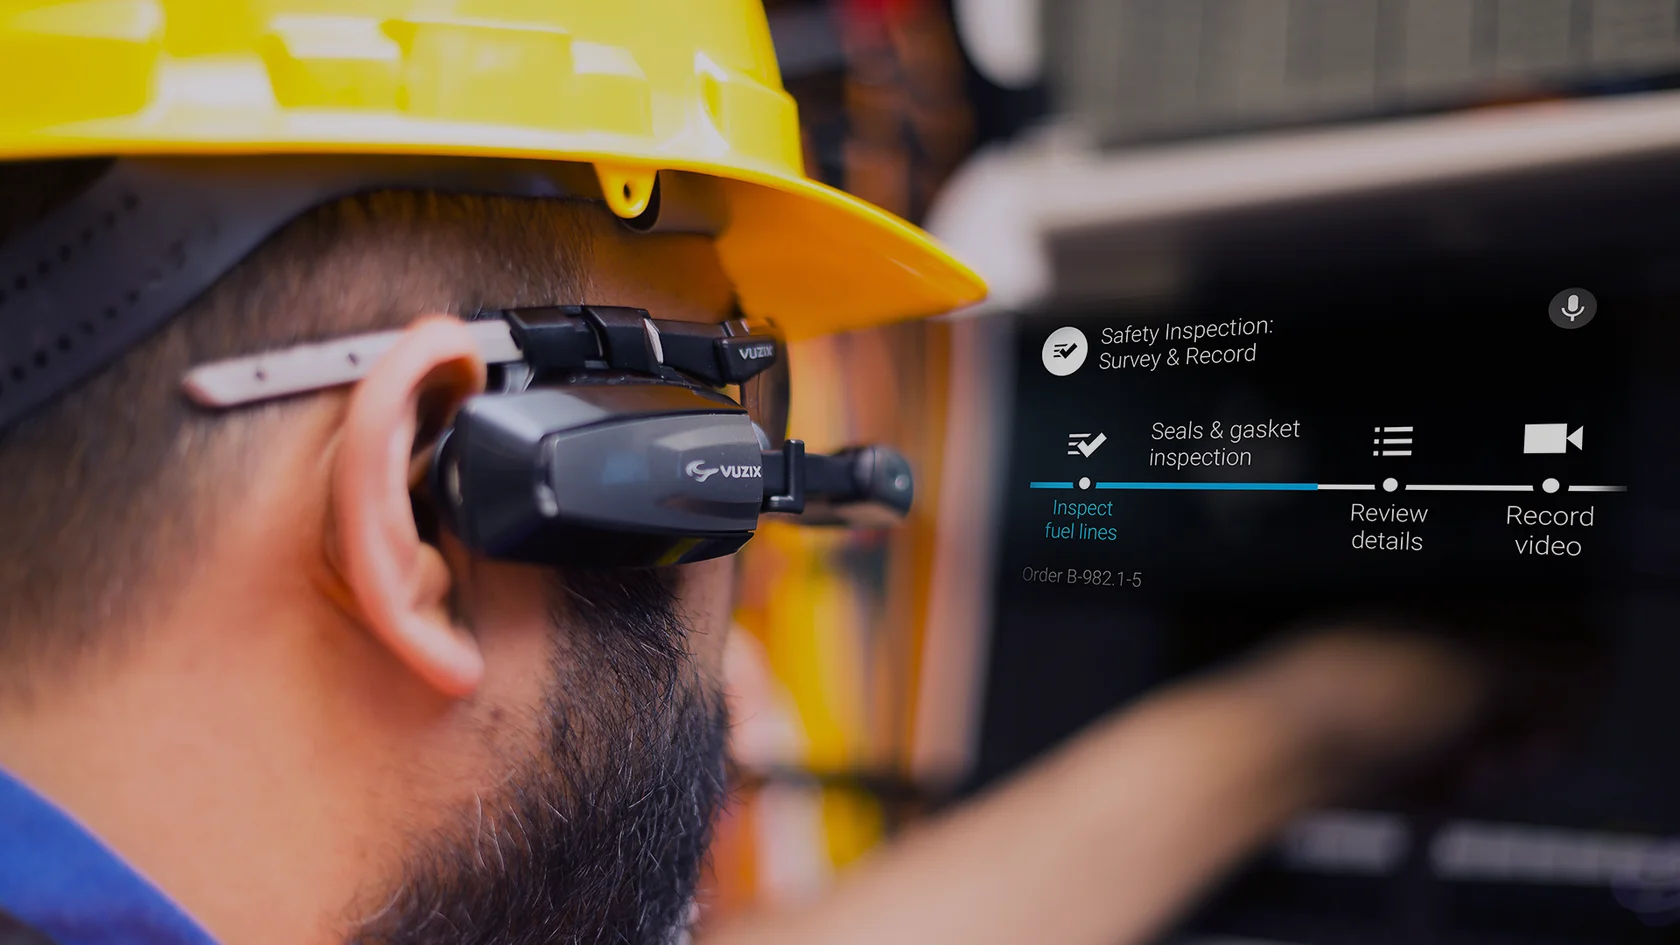 VUZIX
VUZIX
Safety Inspection:
Survey & Record
Seals & gasket
inspection
Inspect
fuel lines
Review
details
Record
video
Order B-982.1-5